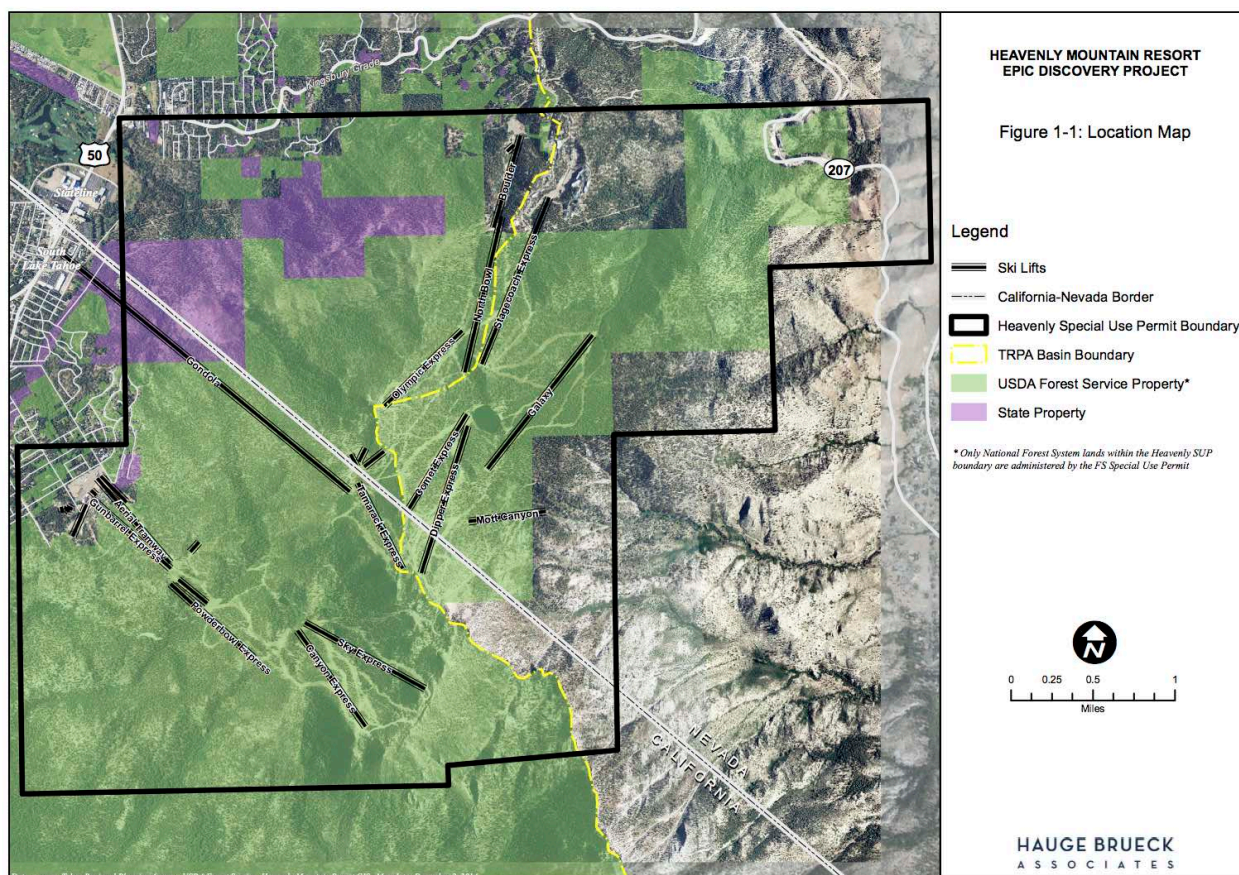 HEAVENLY MOUNTAIN RESORT
EPIC DISCOVERY PROJECT
Figure 1-1: Location Map
Kingsbury Grade
50
Stateline
South
Lake Tahoe
207
Boulder
North Bowl
Stagecoach Express
Olympic Express
Galaxy
Gondola
Comet Express
Dipper Express
Mott Canyon
Tamarack Express
Aerial Tramway
Gunbarrel Express
Powderbowl Express
Sky Express
Canyon Express
NEVADA
CALIFORNIA
Legend
Ski Lifts
California-Nevada Border
Heavenly Special Use Permit Boundary
TRPA Basin Boundary
USDA Forest Service Property*
State Property
* Only National Forest System lands within the Heavenly SUP
boundary are administered by the FS Special Use Permit
N
0 0.25 0.5 1
Miles
HAUGE BRUECK
ASSOCIATES